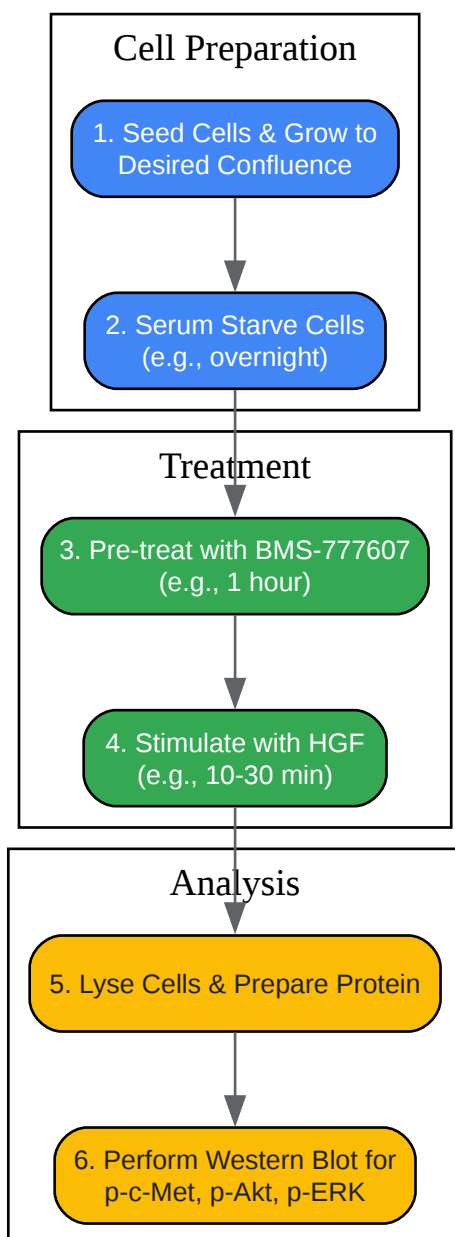 Cell Preparation
1. Seed Cells & Grow to
Desired Confluence
2. Serum Starve Cells
(e.g., overnight)
Treatment
3. Pre-treat with BMS-777607
(e.g., 1 hour)
4. Stimulate with HGF
(e.g., 10-30 min)
Analysis
5. Lyse Cells & Prepare Protein
6. Perform Western Blot for
p-c-Met, p-Akt, p-ERK